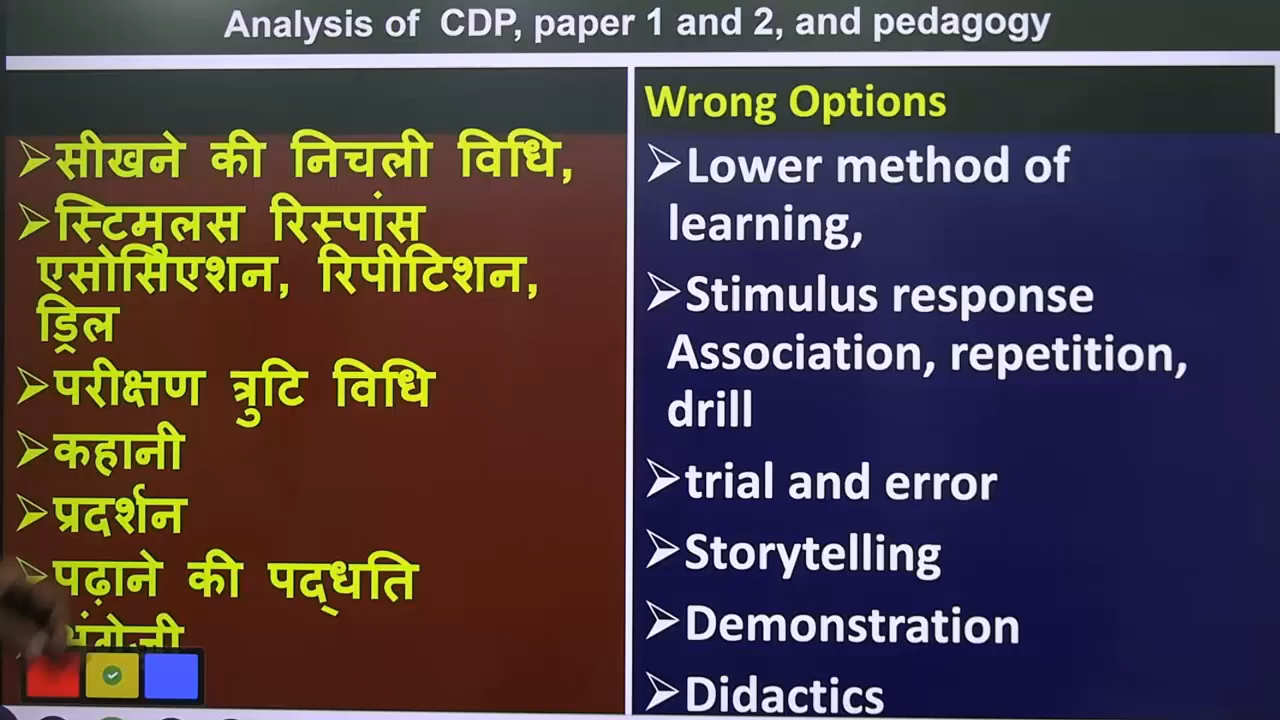 Analysis of CDP, paper 1 and 2, and pedagogy
➢सीखने की निचली विधि,
➢स्टिमुलस रिस्पांस
एसोसिएशन, रिपीटिशन,
ड्रिल
➢परीक्षण त्रुटि विधि
➢कहानी
➢प्रदर्शन
➢पढ़ाने की पद्धति
Wrong Options
➢Lower method of
learning,
➢Stimulus response
Association, repetition,
drill
➢trial and error
➢Storytelling
➢Demonstration
➢Didactics